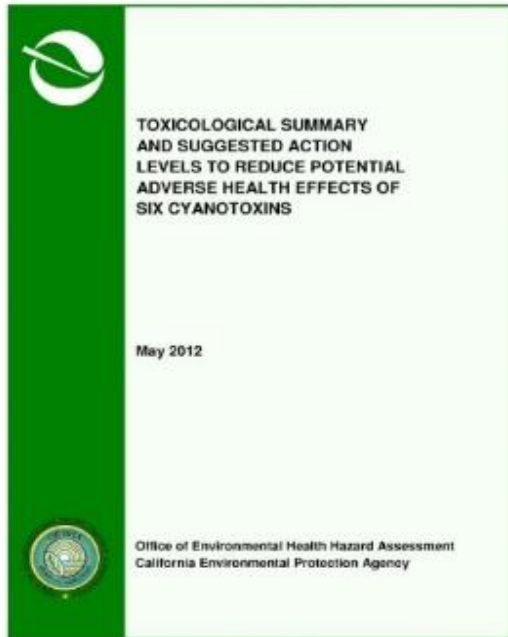 TOXICOLOGICAL SUMMARY
AND SUGGESTED ACTION
LEVELS TO REDUCE POTENTIAL
ADVERSE HEALTH EFFECTS OF
SIX CYANOTOXINS
May 2012
Office of Environmental Health Hazard Assessment
California Environmental Protection Agency